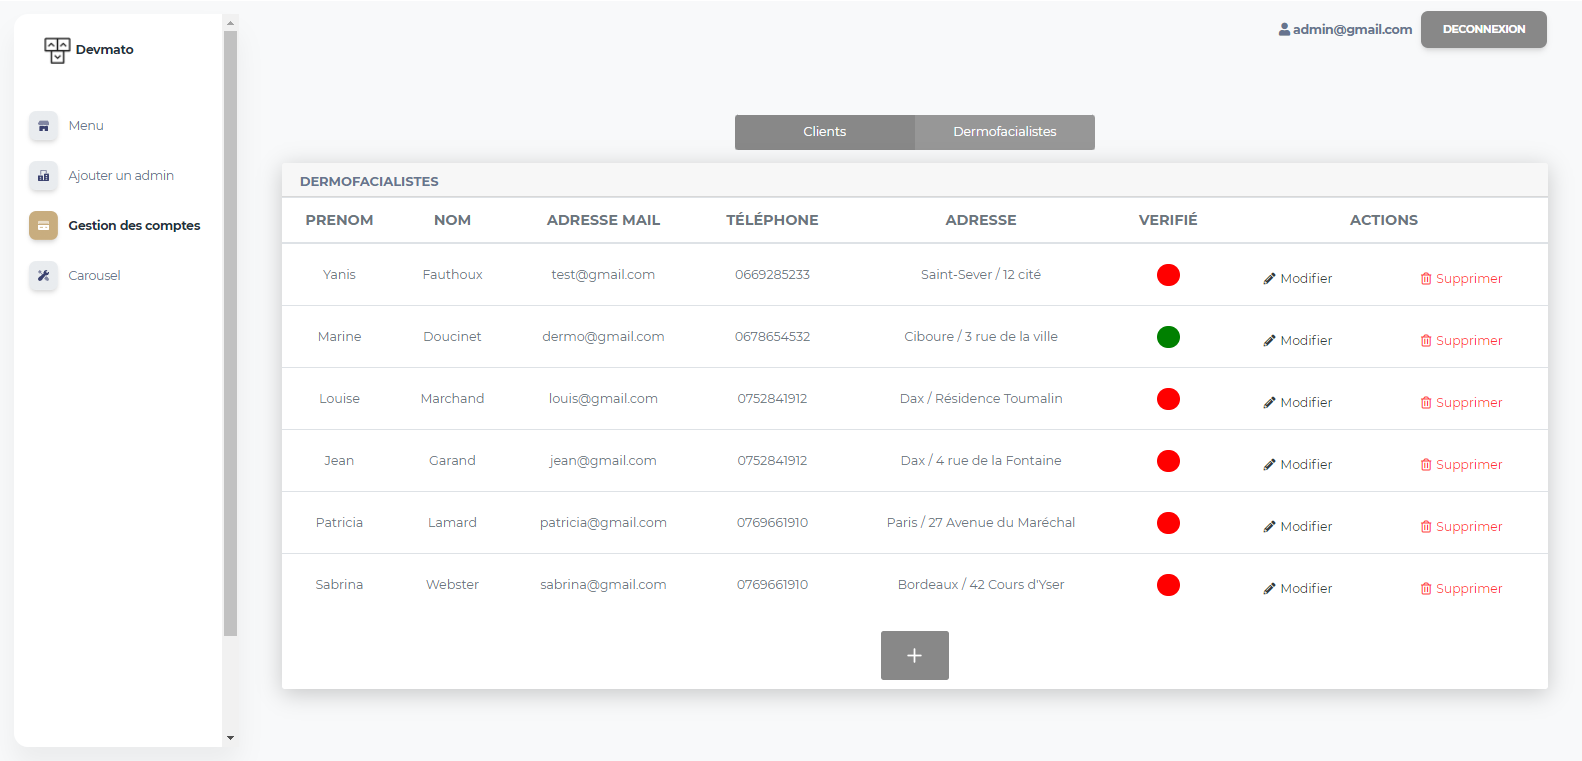 Devmato
admin@gmail.com DECONNEXION
Menu
Ajouter un admin
Gestion des comptes
Carousel
Clients Dermofacialistes
DERMOFACIALISTES
PRENOM NOM ADRESSE MAIL TÉLÉPHONE ADRESSE VERIFIÉ ACTIONS
Yanis Fauthoux test@gmail.com 0669285233 Saint-Sever / 12 cité Modifier Supprimer
Marine Doucinet dermo@gmail.com 0678654532 Ciboure / 3 rue de la ville Modifier Supprimer
Louise Marchand louis@gmail.com 0752841912 Dax / Résidence Toumalin Modifier Supprimer
Jean Garand jean@gmail.com 0752841912 Dax / 4 rue de la Fontaine Modifier Supprimer
Patricia Lamard patricia@gmail.com 0769661910 Paris / 27 Avenue du Maréchal Modifier Supprimer
Sabrina Webster sabrina@gmail.com 0769661910 Bordeaux / 42 Cours d'Yser Modifier Supprimer
+